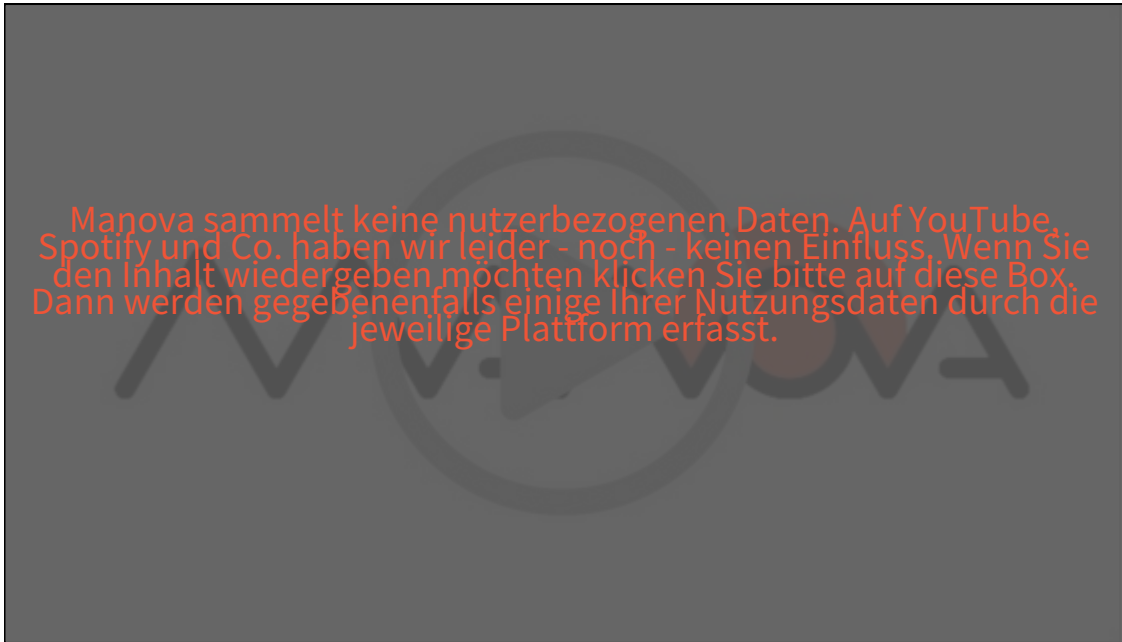 Manova sammelt keine nutzerbezogenen Daten. Auf YouTube,
Spotify und Co. haben wir leider - noch - keinen Einfluss. Wenn Sie
den Inhalt wiedergeben möchten klicken Sie bitte auf diese Box.
Dann werden gegebenenfalls einige Ihrer Nutzungsdaten durch die
jeweilige Plattform erfasst.
MANOVA